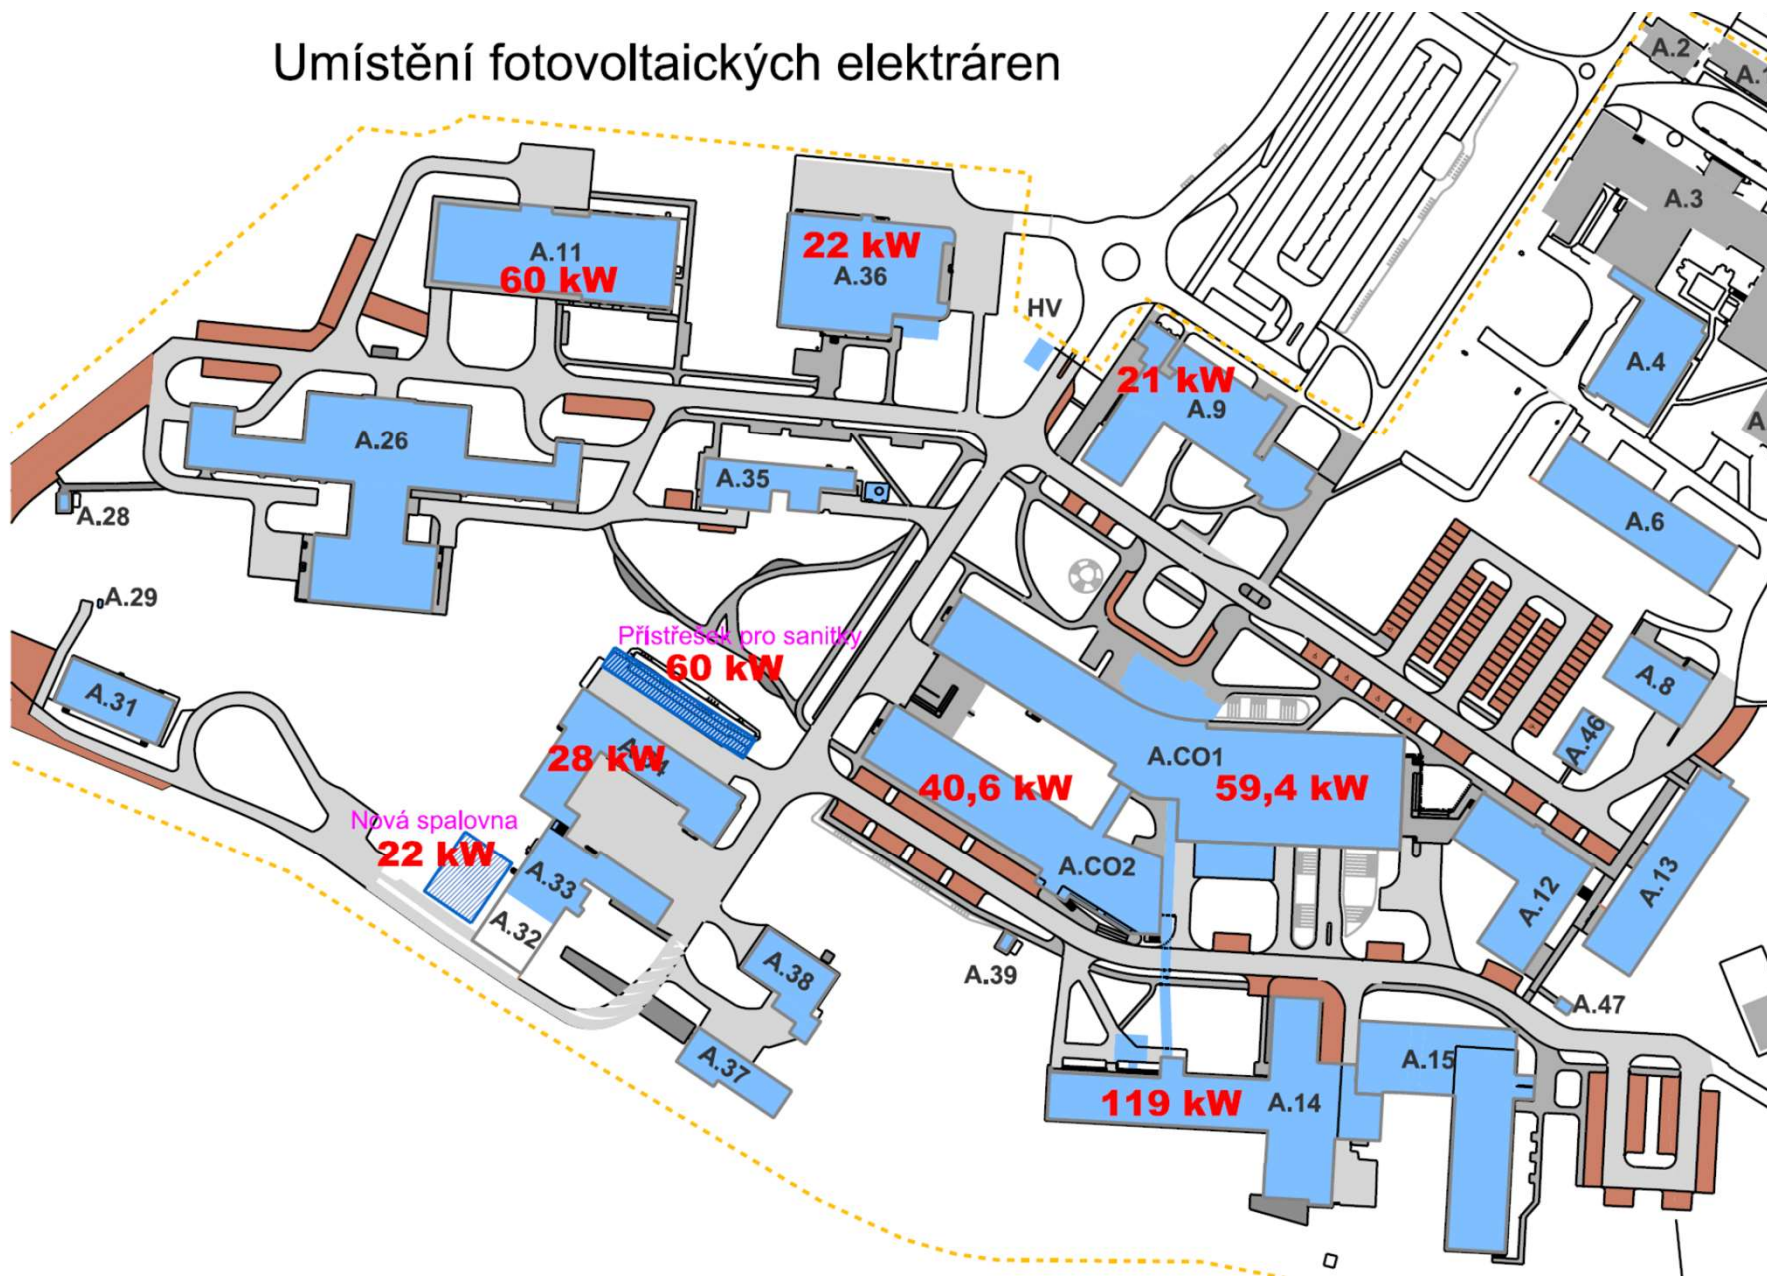 Umístění fotovoltaických elektráren
A.2
A.3
A.11
60 kW
22 kW
A.36
HV
A.4
21 kW
A.9
A.26
A.35
A.28
A.6
A.29
Přístřešek pro sanitky
60 kW
A.31
A.8
A.46
28 kW
A.CO1
40,6 kW
59,4 kW
Nová spalovna
22 kW
A.33
A.CO2
A.12
A.13
A.32
A.38
A.39
A.47
A.37
A.15
119 kW
A.14